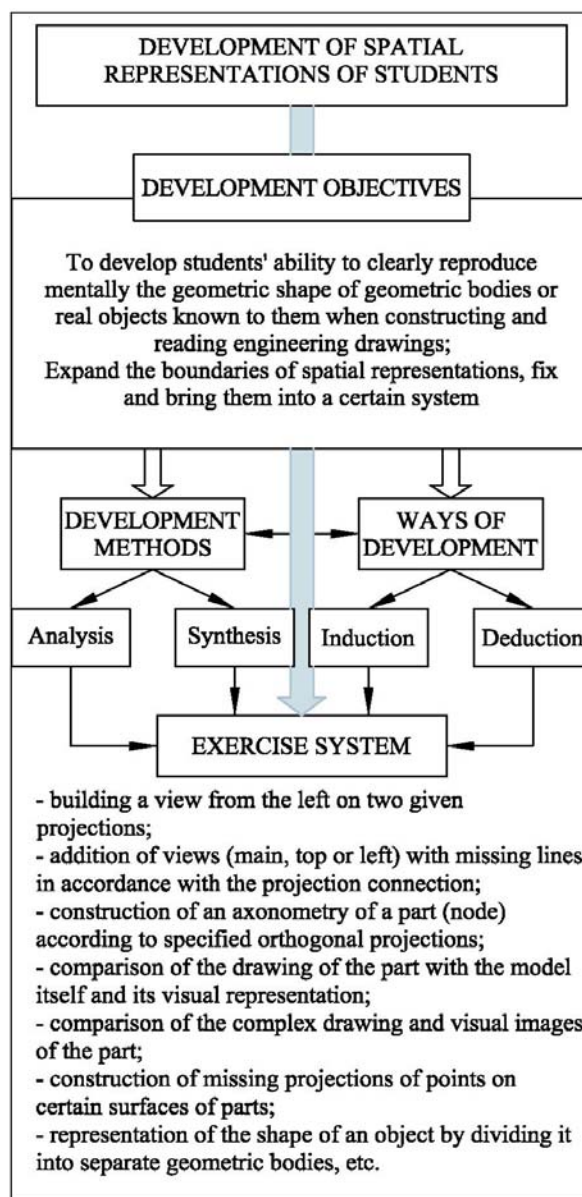 DEVELOPMENT OF SPATIAL
REPRESENTATIONS OF STUDENTS
DEVELOPMENT OBJECTIVES
To develop students' ability to clearly reproduce
mentally the geometric shape of geometric bodies or
real objects known to them when constructing and
reading engineering drawings;
Expand the boundaries of spatial representations, fix
and bring them into a certain system
DEVELOPMENT
METHODS
WAYS OF
DEVELOPMENT
Analysis
Synthesis
Induction
Deduction
EXERCISE SYSTEM
- building a view from the left on two given
projections;
- addition of views (main, top or left) with missing lines
in accordance with the projection connection;
- construction of an axonometry of a part (node)
according to specified orthogonal projections;
- comparison of the drawing of the part with the model
itself and its visual representation;
- comparison of the complex drawing and visual images
of the part;
- construction of missing projections of points on
certain surfaces of parts;
- representation of the shape of an object by dividing it
into separate geometric bodies, etc.